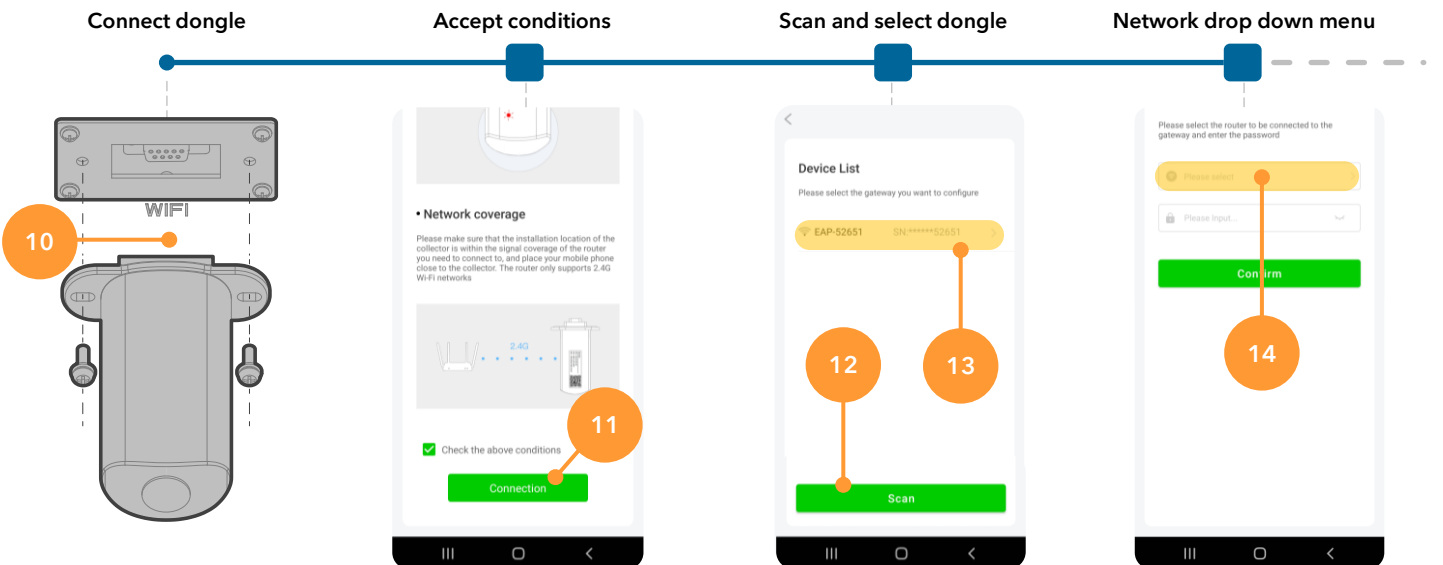 Connect dongle
Accept conditions
Scan and select dongle
Network drop down menu
WIFI
10
• Network coverage
Please make sure that the installation location of the
collector is within the signal coverage of the router
you need to connect to, and place your mobile phone
close to the collector. The router only supports 2.4G
Wi-Fi networks
2.4G
11
Check the above conditions
Connection
Device List
Please select the gateway you want to configure
EAP-52651 SN:******52651
12
13
Scan
Please select the router to be connected to the
gateway and enter the password
Please select
Please Input...
Confirm
14